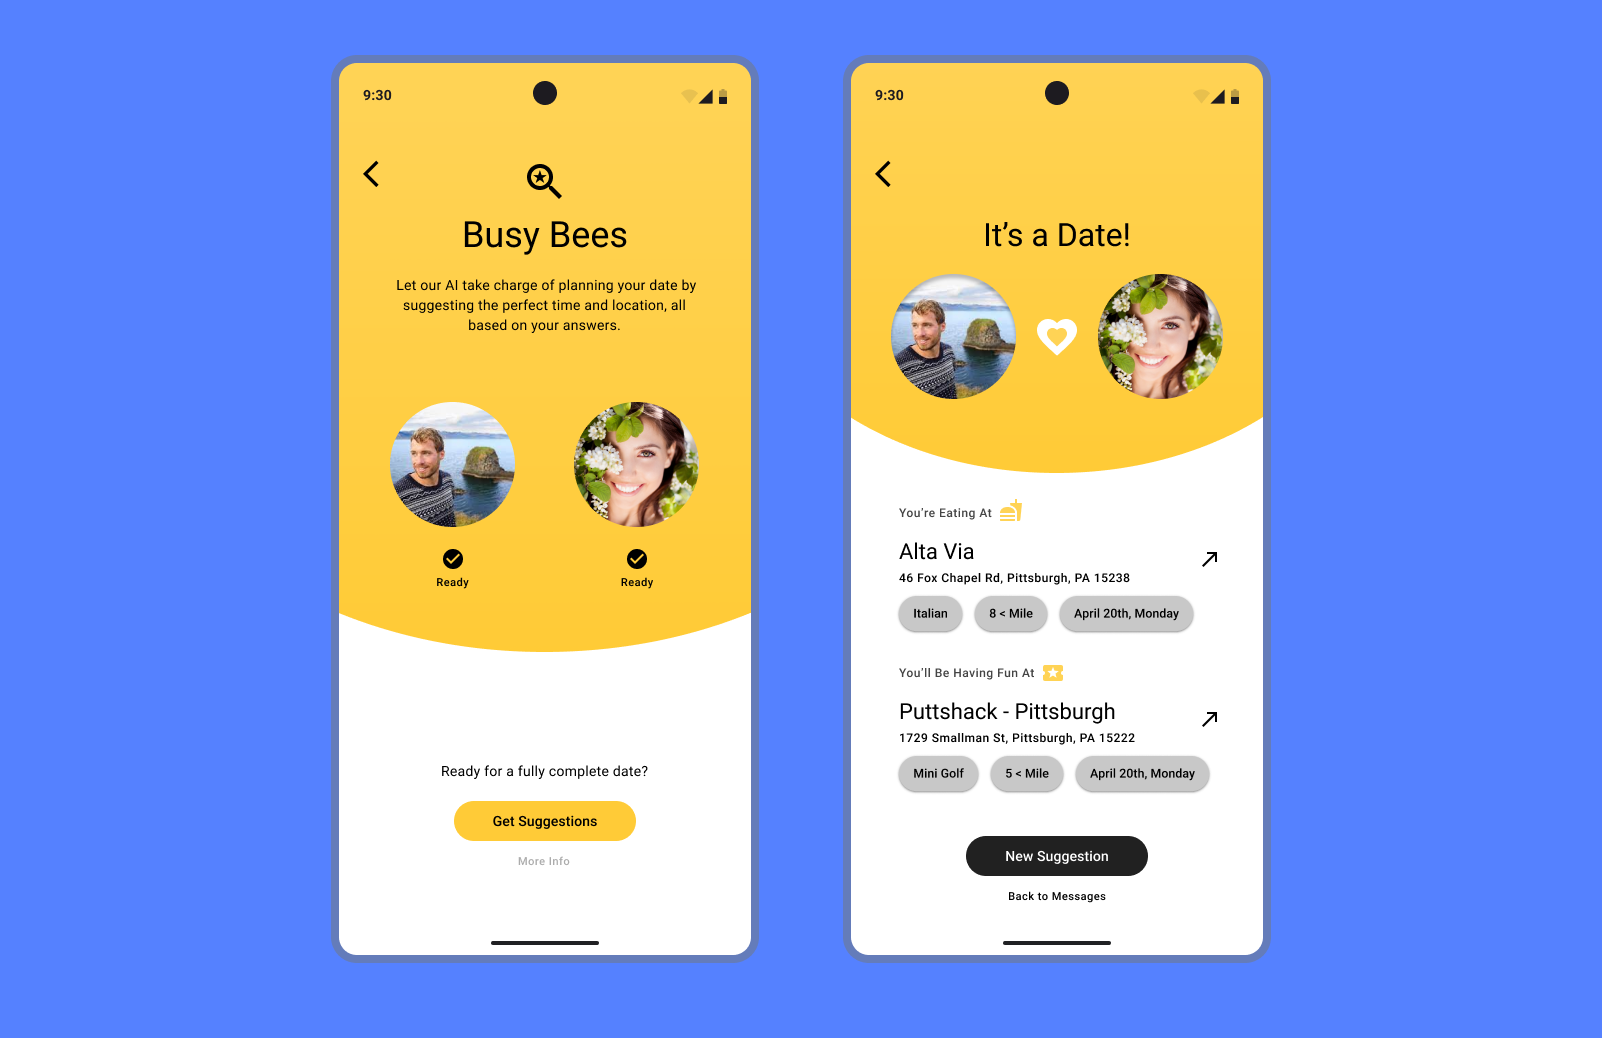 9:30
Busy Bees
Let our AI take charge of planning your date by
suggesting the perfect time and location, all
based on your answers.
Ready
Ready
Ready for a fully complete date?
Get Suggestions
More Info
9:30
It's a Date!
You're Eating At
Alta Via
46 Fox Chapel Rd, Pittsburgh, PA 15238
Italian
8 < Mile
April 20th, Monday
You'll Be Having Fun At
Puttshack - Pittsburgh
1729 Smallman St, Pittsburgh, PA 15222
Mini Golf
5 < Mile
April 20th, Monday
New Suggestion
Back to Messages